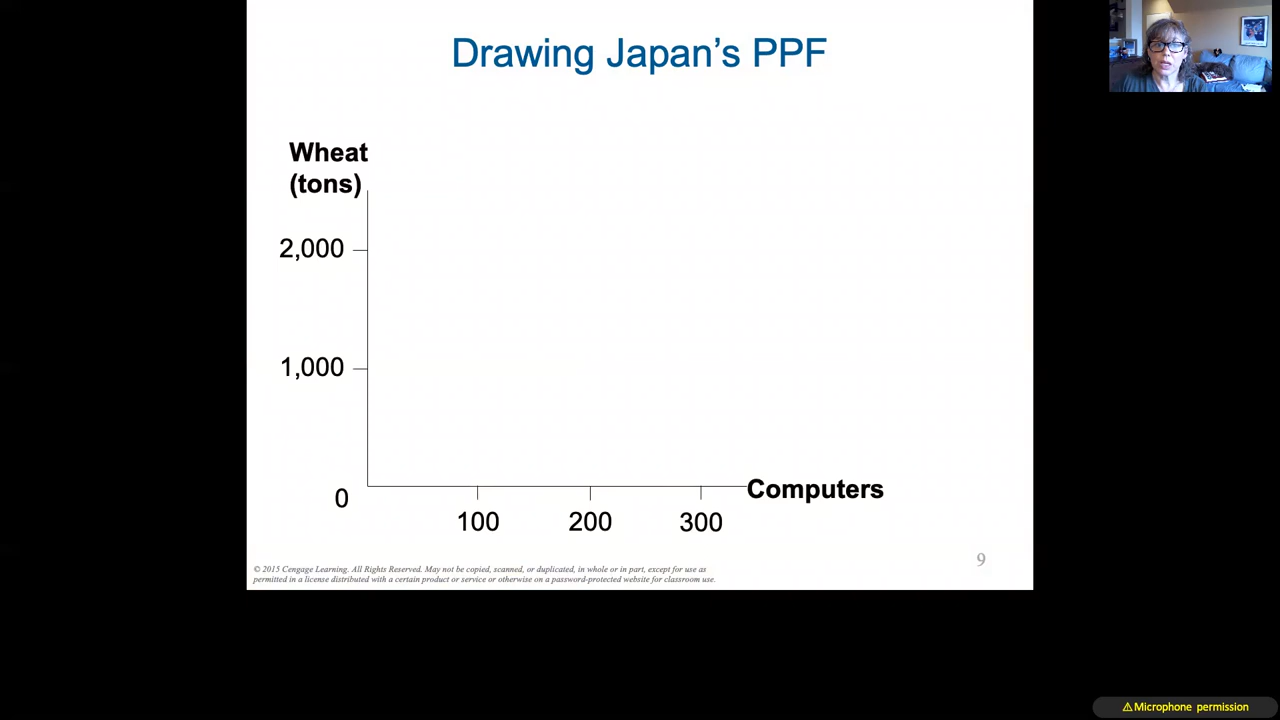 Drawing Japan’s PPF
Wheat
(tons)
2,000
1,000
0
Computers
100
200
300
9
© 2015 Cengage Learning. All Rights Reserved. May not be copied, scanned, or duplicated, in whole or in part, except for use as
permitted in a license distributed with a certain product or service or otherwise on a password-protected website for classroom use.
⚠Microphone permission